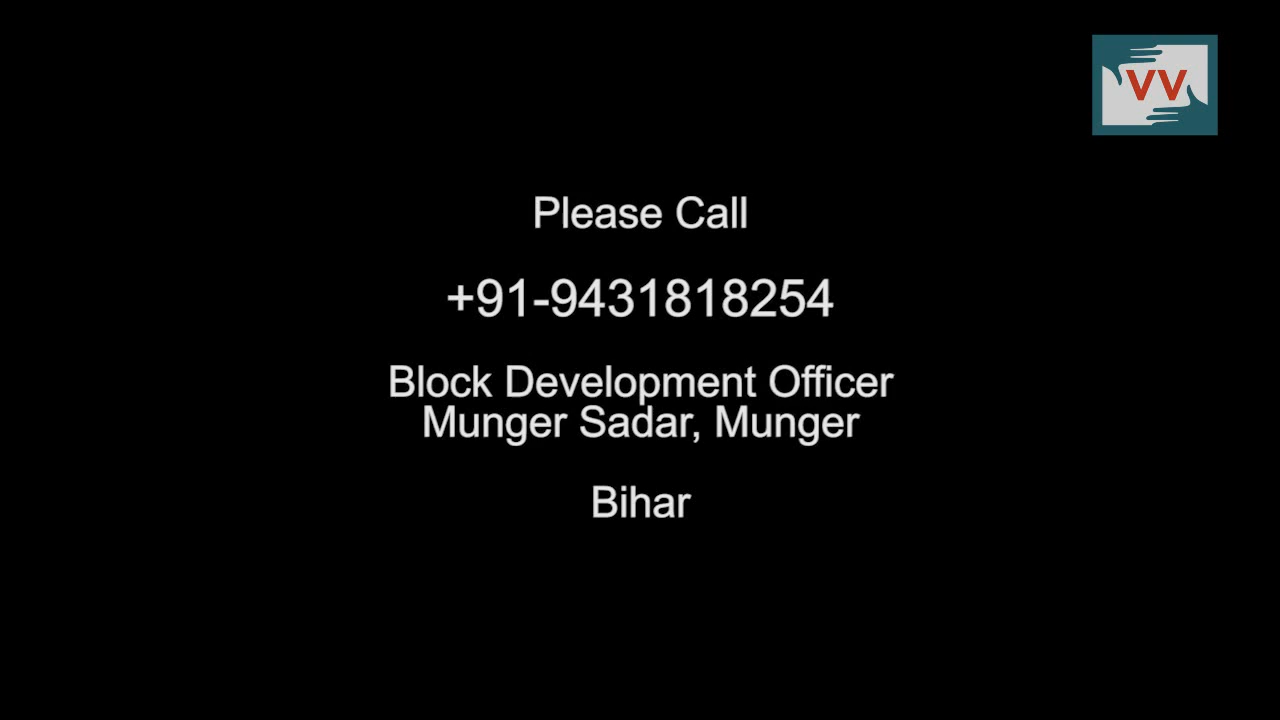 VV
Please Call
+91-9431818254
Block Development Officer
Munger Sadar, Munger
Bihar